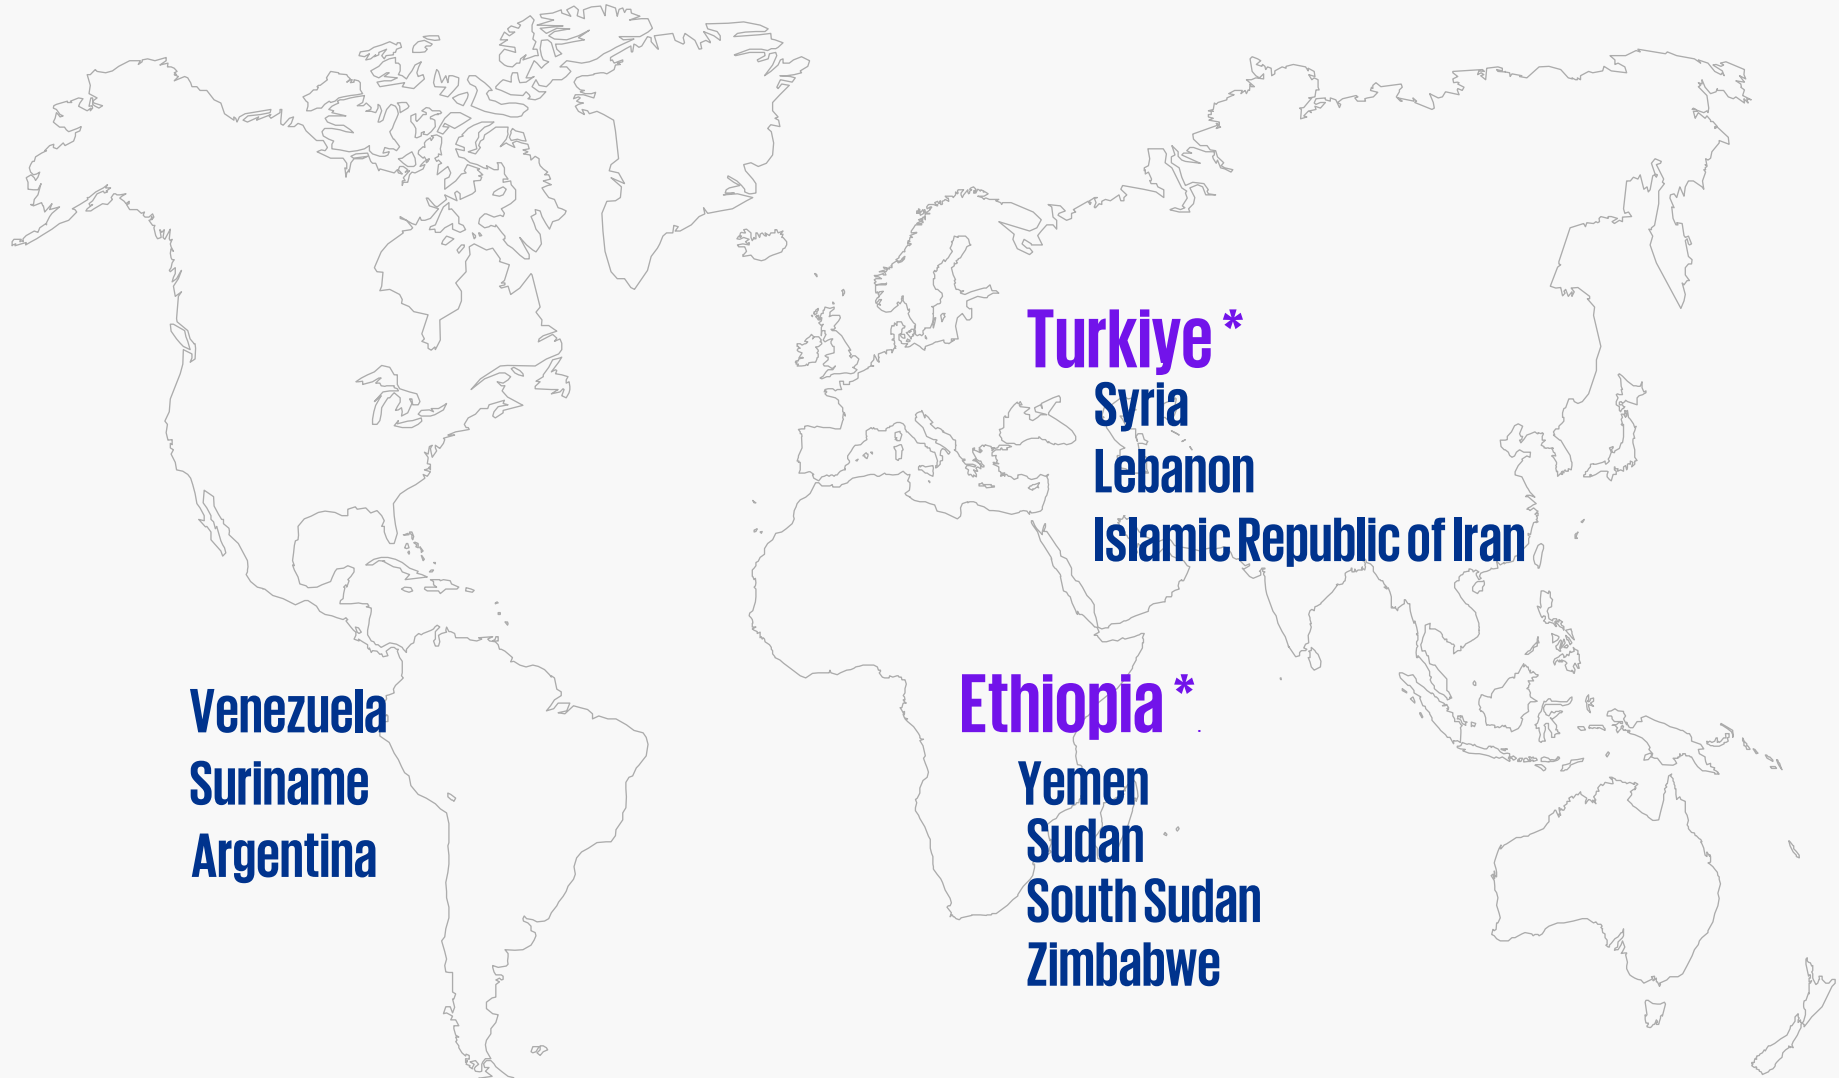 Turkiye *
Syria
Lebanon
Islamic Republic of Iran
Venezuela
Suriname
Argentina
Ethiopia *
Yemen
Sudan
South Sudan
Zimbabwe